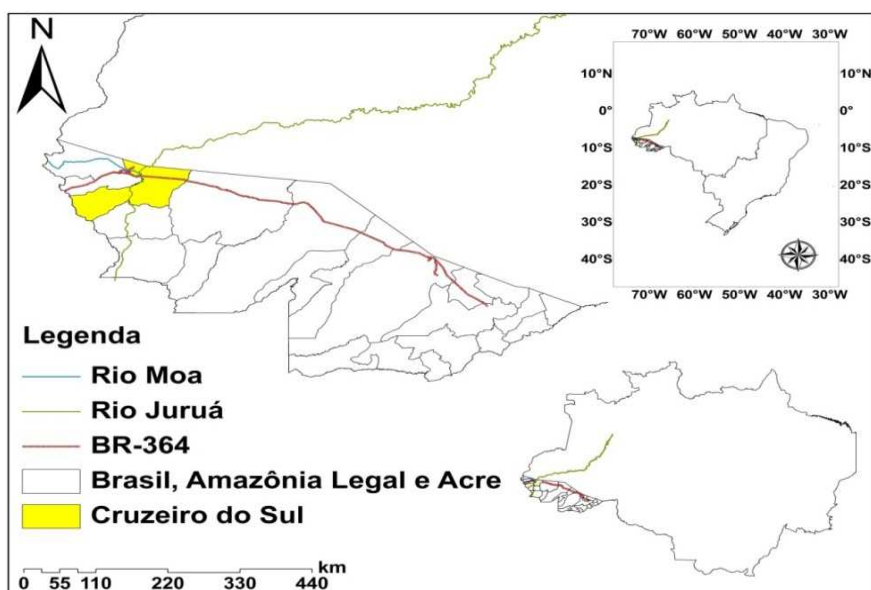 N
70°W 60°W 50°W 40°W 30°W
10°N 10°N
0° 0°
10°S 10°S
20°S 20°S
30°S 30°S
40°S 40°S
70°W 60°W 50°W 40°W 30°W
Legenda
Rio Moa
Rio Juruá
BR-364
Brasil, Amazônia Legal e Acre
Cruzeiro do Sul
km
0 55 110 220 330 440